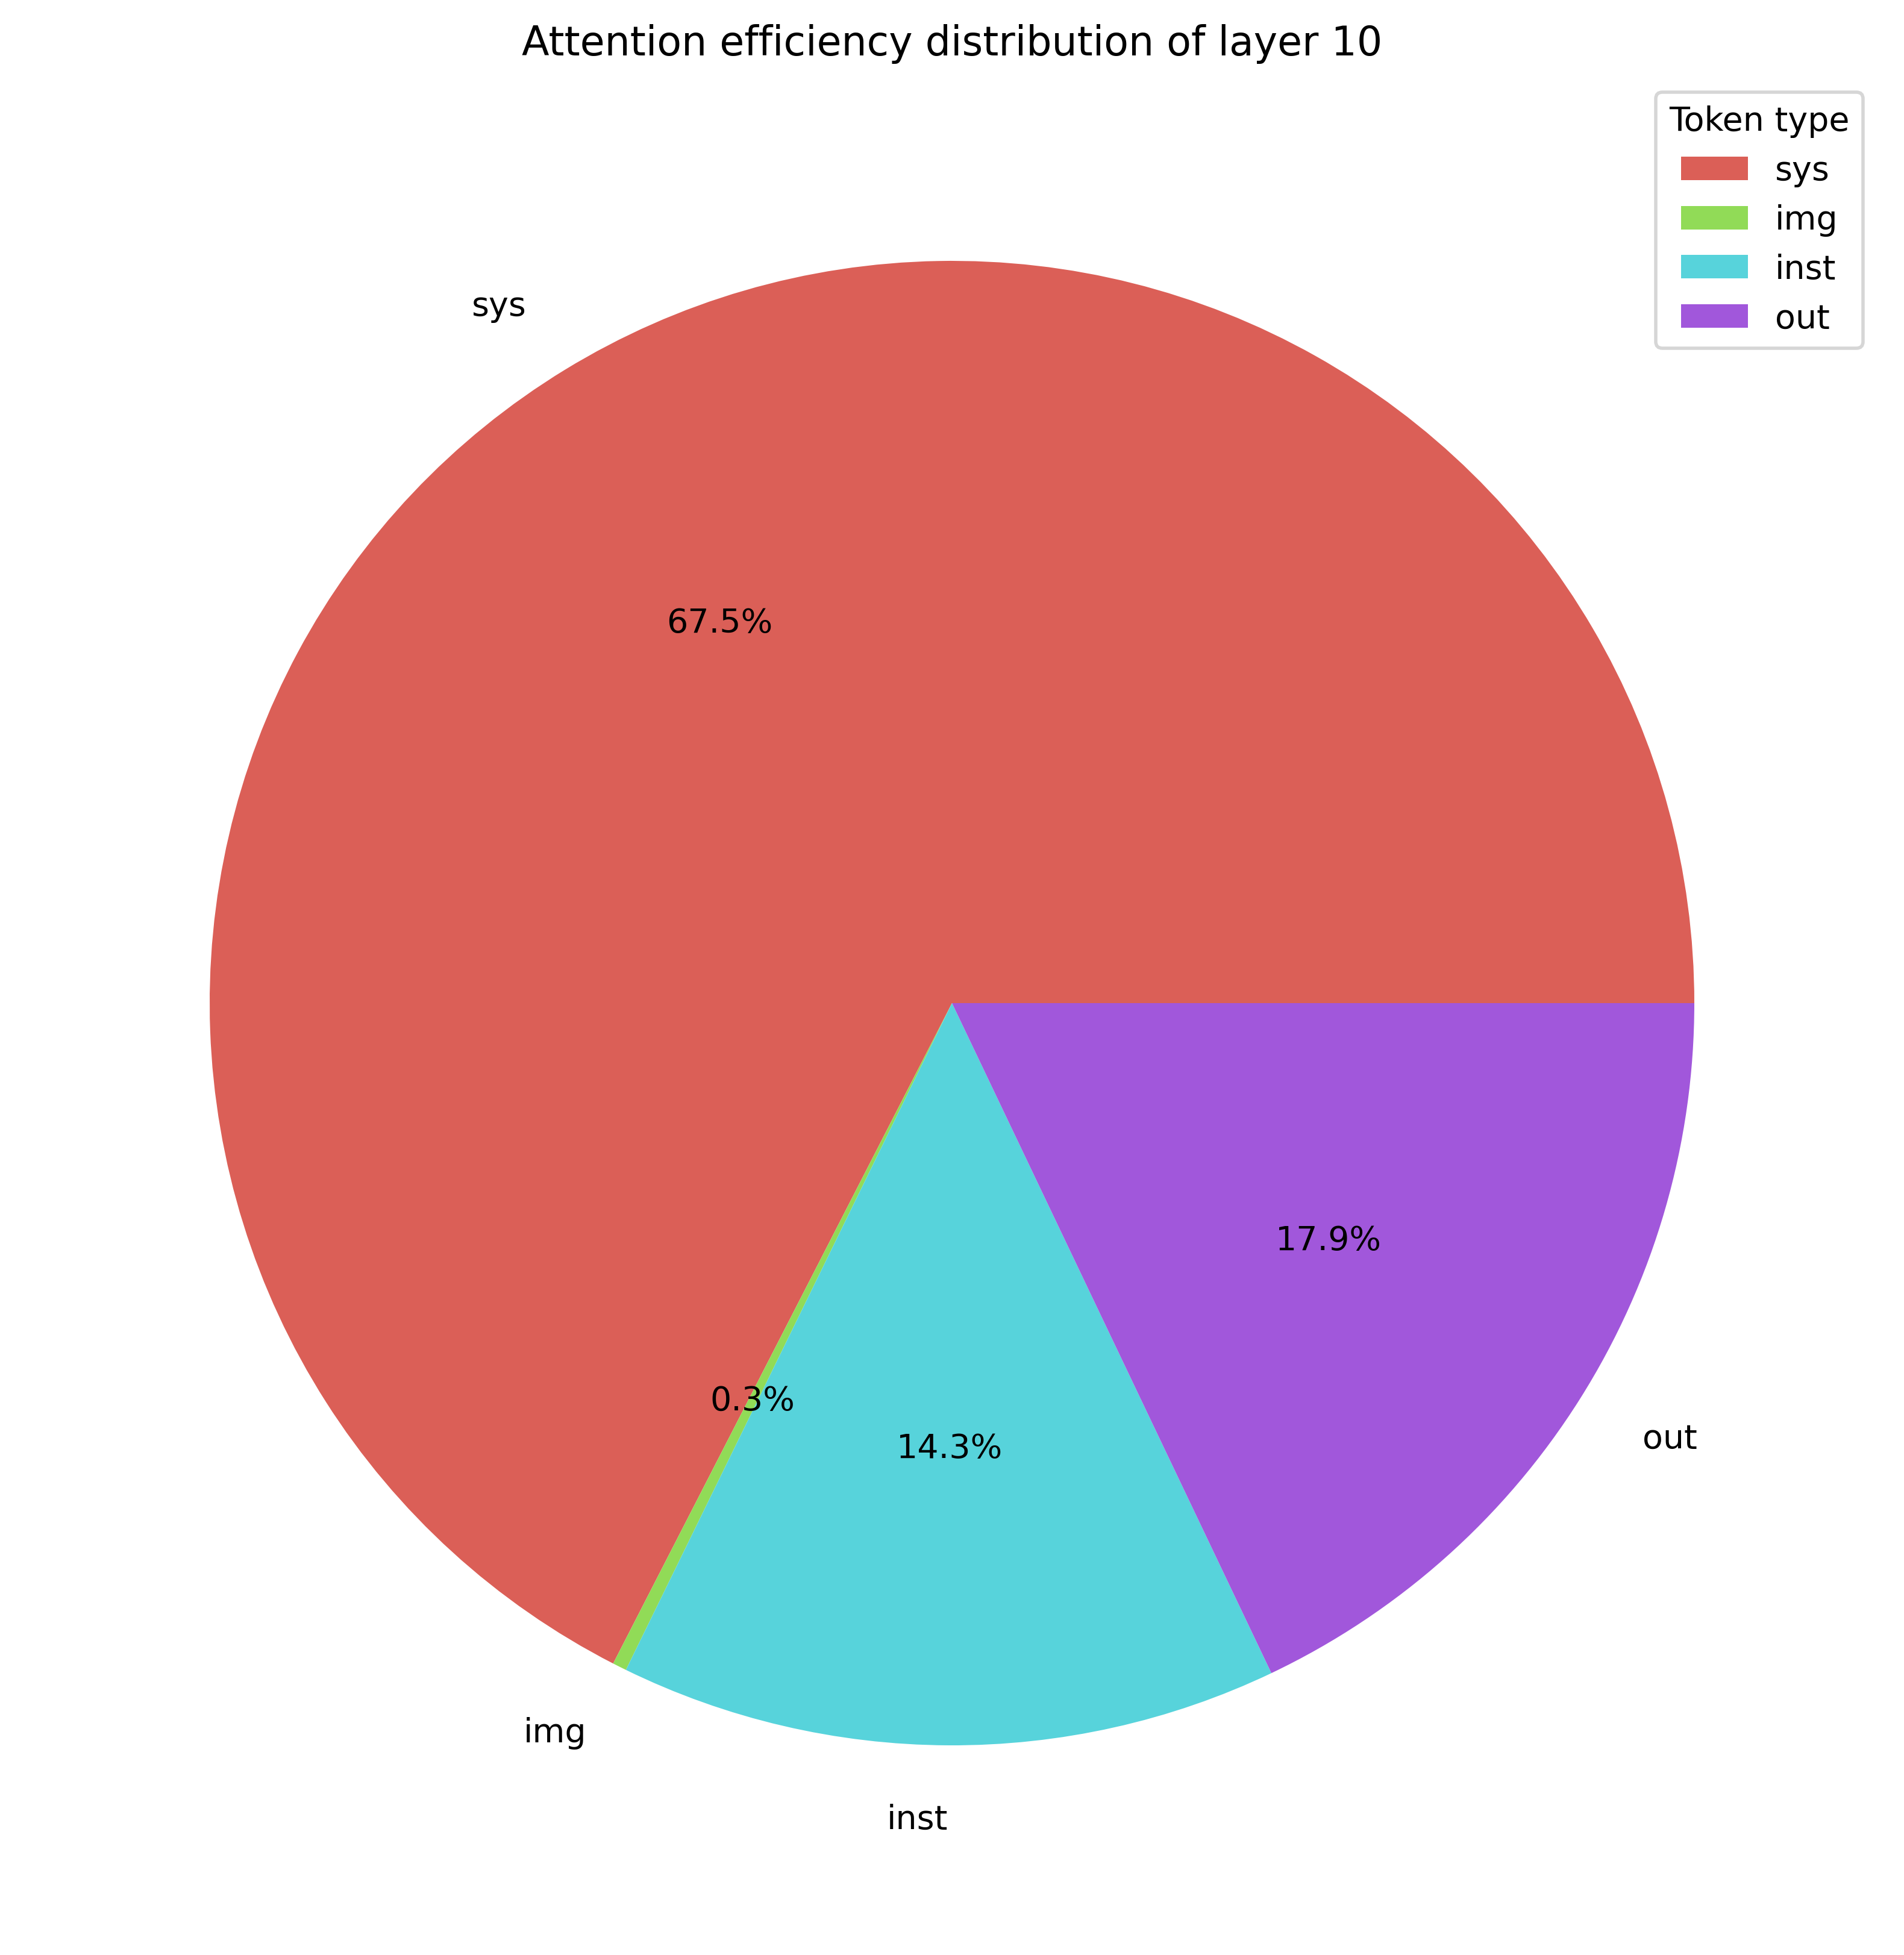 Attention efficiency distribution of layer 10
Token type
sys
img
inst
out
sys
67.5%
17.9%
0.3%
14.3%
out
img
inst